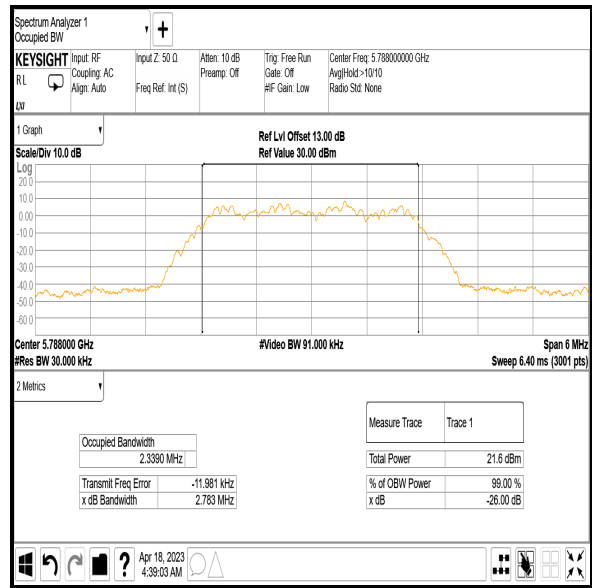 Spectrum Analyzer 1
Occupied BW
KEYSIGHT
RL
LXI
Input: RF
Coupling: AC
Align: Auto
Input Z: 50 Ω
Freq Ref: Int (S)
Atten: 10 dB
Preamp: Off
Trig: Free Run
Gate: Off
#IF Gain: Low
Center Freq: 5.788000000 GHz
Avg|Hold:>10/10
Radio Std: None
1 Graph
Scale/Div 10.0 dB
Ref Lvl Offset 13.00 dB
Ref Value 30.00 dBm
Log
20.0
10.0
0.00
-10.0
-20.0
-30.0
-40.0
-50.0
-60.0
Center 5.788000 GHz
#Video BW 91.000 kHz
Span 6 MHz
#Res BW 30.000 kHz
Sweep 6.40 ms (3001 pts)
2 Metrics
Occupied Bandwidth
2.3390 MHz
Transmit Freq Error -11.981 kHz
x dB Bandwidth 2.783 MHz
Measure Trace Trace 1
Total Power 21.6 dBm
% of OBW Power 99.00 %
x dB -26.00 dB
?
Apr 18, 2023
4:39:03 AM